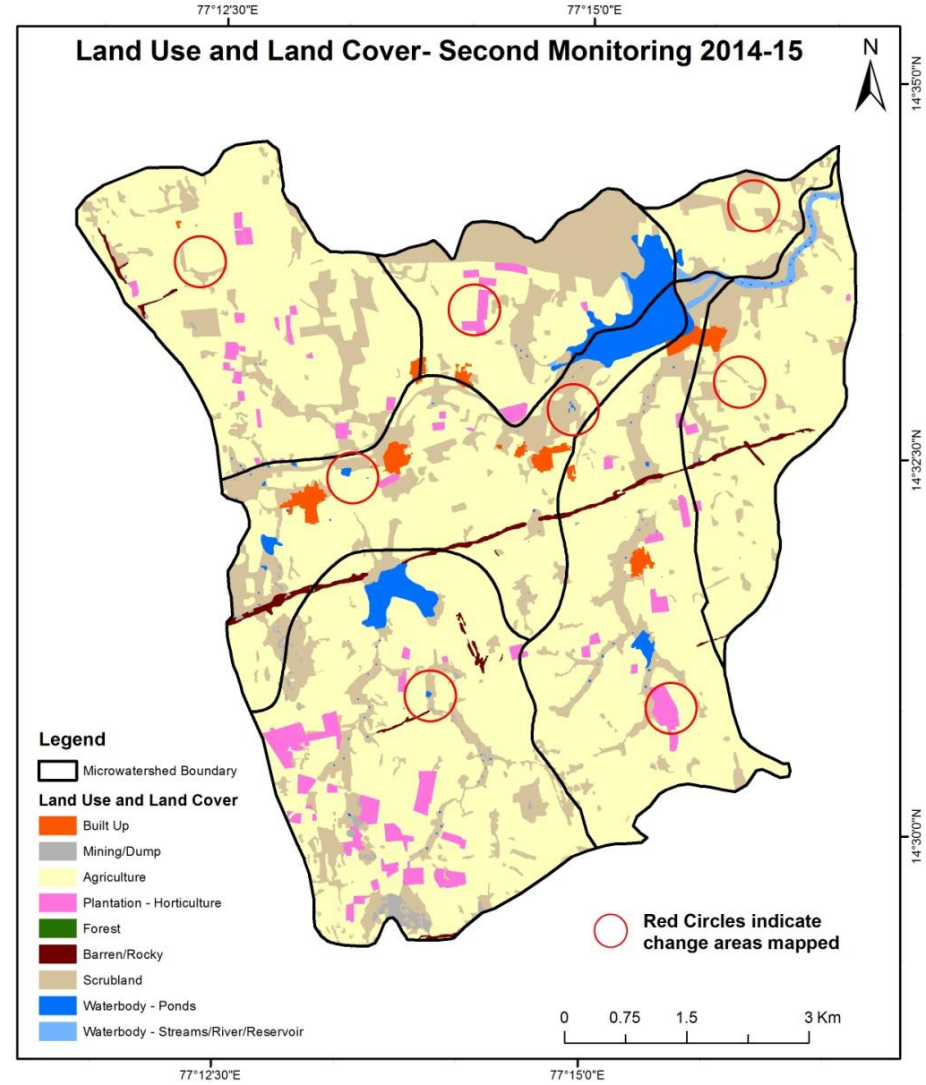 77°12'30"E
77°15'0"E
Land Use and Land Cover- Second Monitoring 2014-15
N
14°35'0"N
14°32'30"N
14°30'0"N
Legend
Microwatershed Boundary
Land Use and Land Cover
Built Up
Mining/Dump
Agriculture
Plantation - Horticulture
Forest
Barren/Rocky
Scrubland
Waterbody - Ponds
Waterbody - Streams/River/Reservoir
Red Circles indicate
change areas mapped
0 0.75 1.5 3 Km
77°12'30"E
77°15'0"E